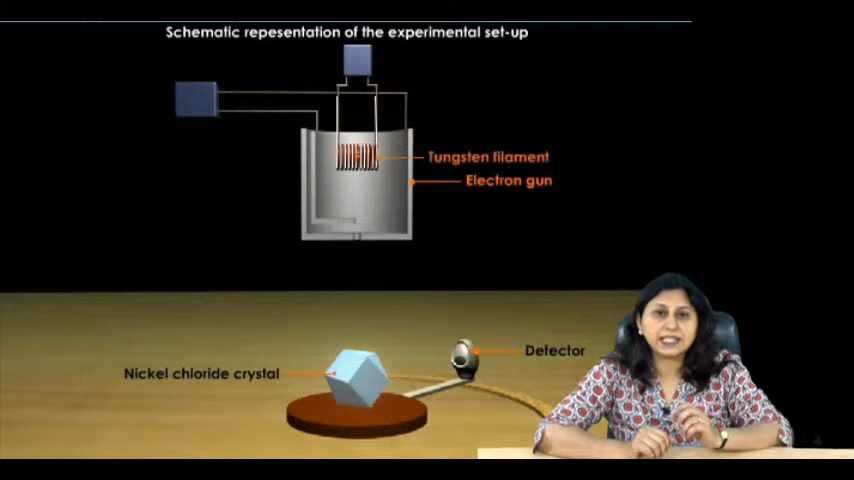 Schematic repesentation of the experimental set-up
Tungsten filament
Electron gun
Detector
Nickel chloride crystal